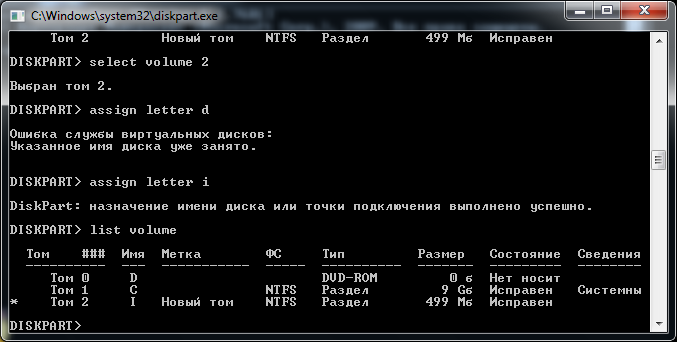 C:\Windows\system32\diskpart.exe
Том 2 Новый том NTFS Раздел 499 Mб Исправен
DISKPART> select volume 2
Выбран том 2.
DISKPART> assign letter d
Ошибка службы виртуальных дисков:
Указанное имя диска уже занято.
DISKPART> assign letter i
DiskPart: назначение имени диска или точки подключения выполнено успешно.
DISKPART> list volume
Том ### Имя Метка ФС Тип Размер Состояние Сведения
---------- --- ----------- ----- ---------- ------- --------- --------
Том 0 D DVD-ROM 0 б Нет носит
Том 1 C NTFS Раздел 9 Gб Исправен Системны
* Том 2 I Новый том NTFS Раздел 499 Mб Исправен
DISKPART>